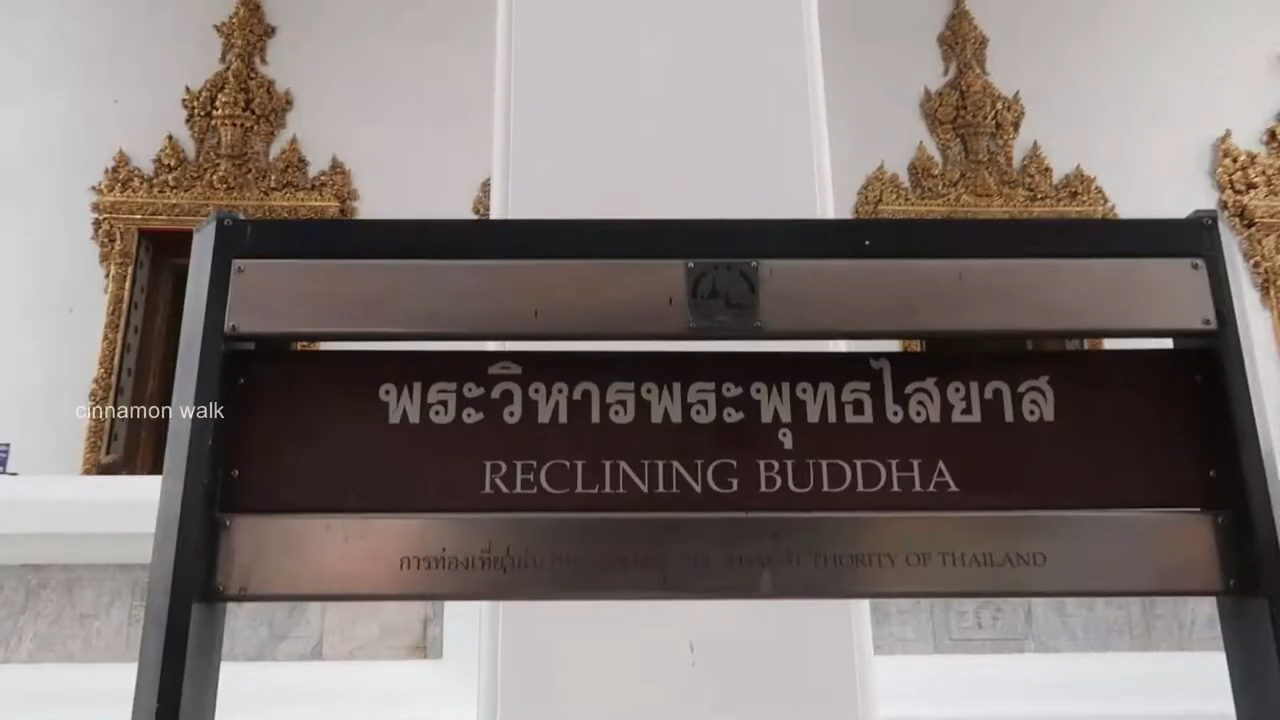 พระวิหารพระพุทธไสยาส
RECLINING BUDDHA
การท่องเที่ยว THORITY OF THAILAND
cinnamon walk